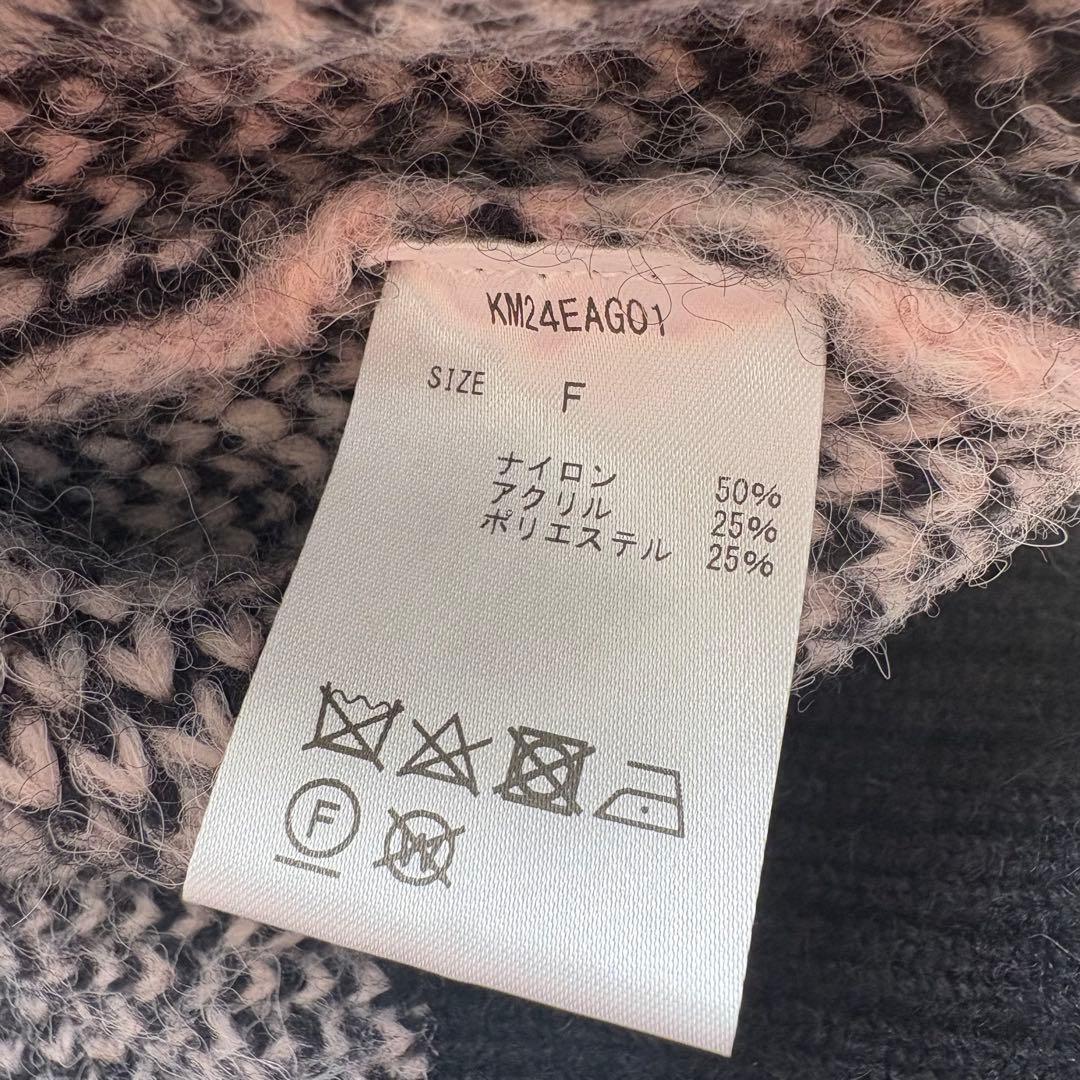 KM24EAG01
SIZE F
ナイロン 50%
アクリル 25%
ポリエステル 25%
F W